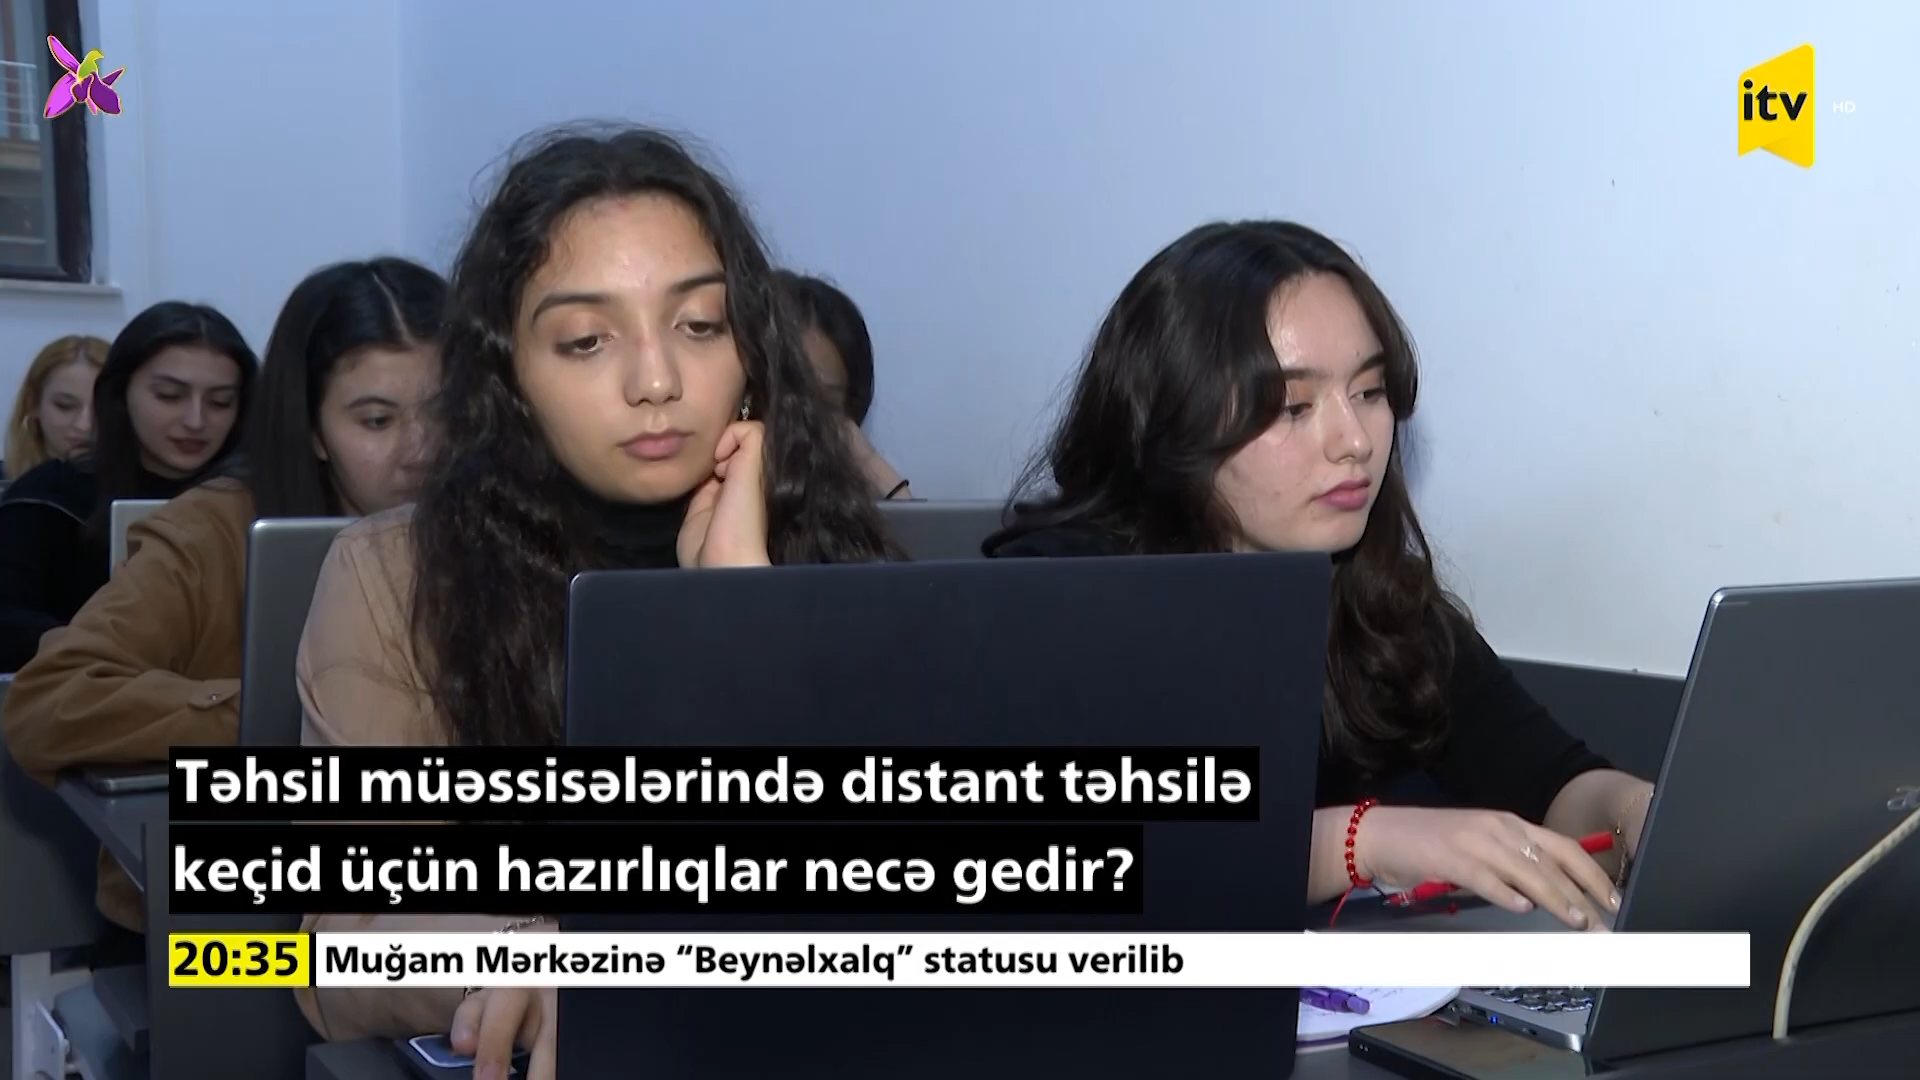 itv HD
Təhsil müəssisələrində distant təhsilə
keçid üçün hazırlıqlar necə gedir?
20:35 Muğam Mərkəzinə “Beynəlxalq” statusu verilib